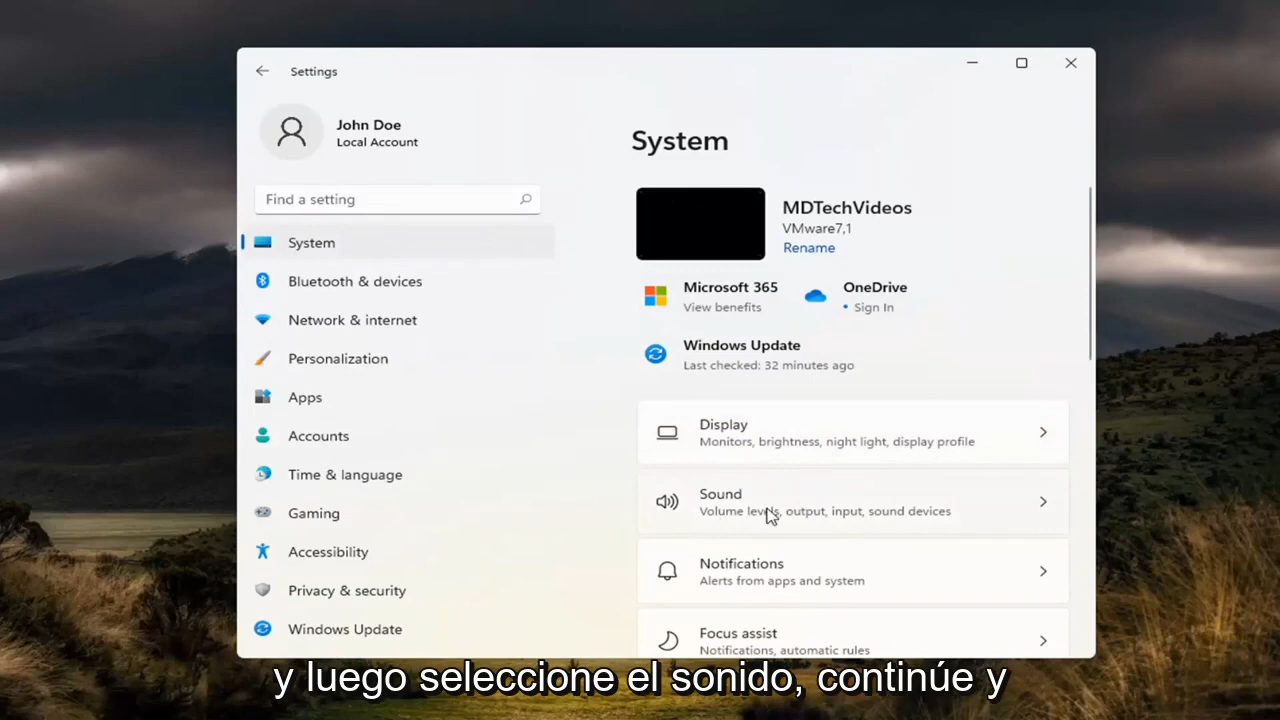 Settings
John Doe
Local Account
Find a setting
System
Bluetooth & devices
Network & internet
Personalization
Apps
Accounts
Time & language
Gaming
Accessibility
Privacy & security
Windows Update
System
MDTechVideos
VMware7,1
Rename
Microsoft 365
View benefits
OneDrive
• Sign In
Windows Update
Last checked: 32 minutes ago
Display
Monitors, brightness, night light, display profile
Sound
Volume levels, output, input, sound devices
Notifications
Alerts from apps and system
Focus assist
Notifications, automatic rules
y luego seleccione el sonido, continúe y